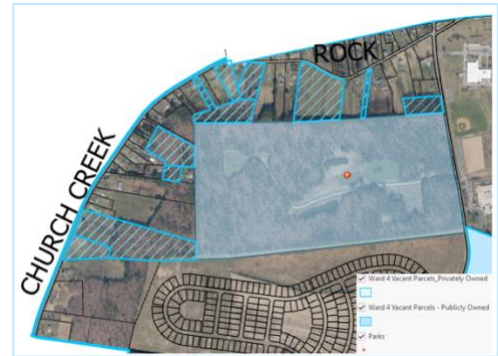 ROCK
CHURCH CREEK
Ward 4 Vacant Parcels_Privately Owned
Ward 4 Vacant Parcels - Publicly Owned
Parks